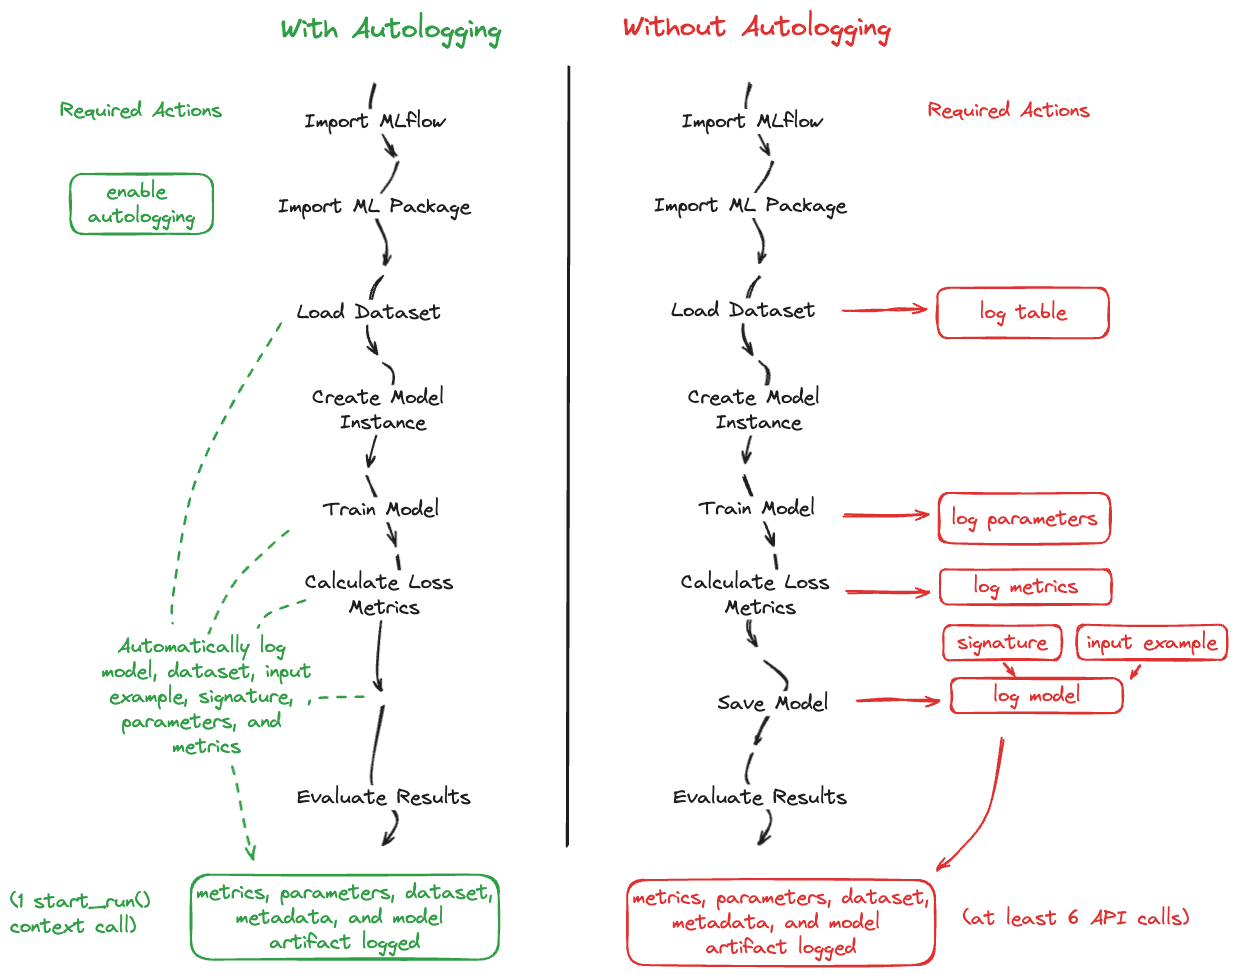 With Autologging
Required Actions
enable
autologging
Import MLflow
Import ML Package
Load Dataset
Create Model
Instance
Train Model
Calculate Loss
Metrics
Evaluate Results
Automatically log
model, dataset, input
example, signature,
parameters, and
metrics
(1 start_run()
context call)
metrics, parameters, dataset,
metadata, and model
artifact logged
Without Autologging
Required Actions
Import MLflow
Import ML Package
Load Dataset
log table
Create Model
Instance
Train Model
log parameters
Calculate Loss
Metrics
log metrics
signature
input example
Save Model
log model
Evaluate Results
metrics, parameters, dataset,
metadata, and model
artifact logged
(at least 6 API calls)